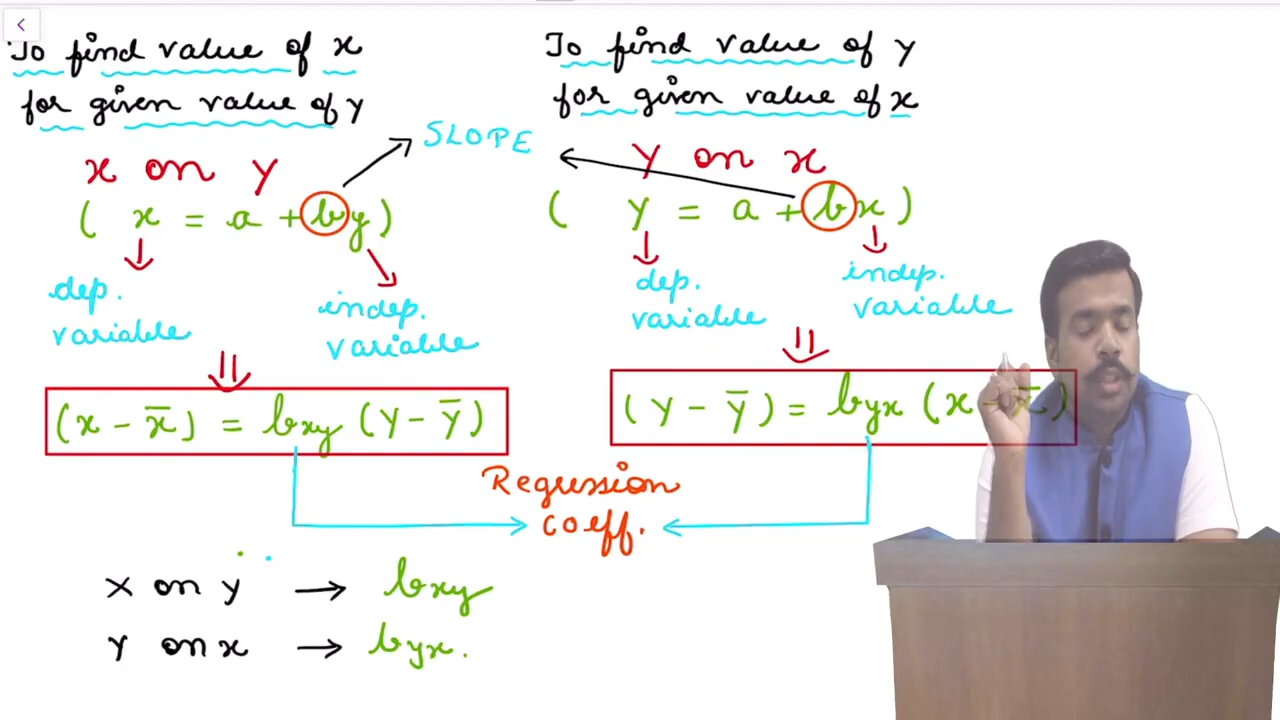 To find value of x
for given value of y
x on y
( x = a + by )
dep.
variable
indep.
variable
(x - x̄) = bxy (y - ȳ)
SLOPE
To find value of y
for given value of x
y on x
( y = a + bx )
dep.
variable
indep.
variable
(y - ȳ) = byx (x - x̄)
Regression
coeff.
x on y → bxy
y on x → byx.